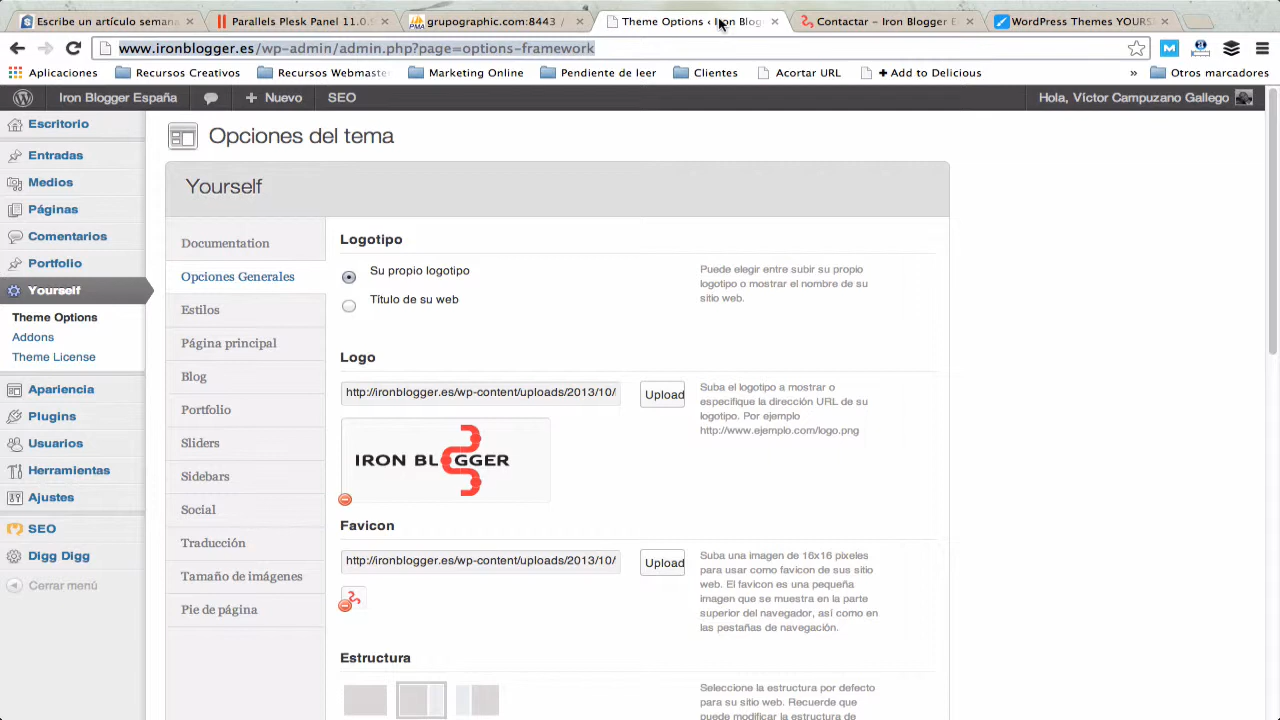 Escribe un artículo semana
Parallels Plesk Panel 11.0.
grupographic.com:8443
Theme Options ‹ Iron Blog
Contactar – Iron Blogger E
WordPress Themes YOURS
www.ironblogger.es/wp-admin/admin.php?page=options-framework
Aplicaciones
Recursos Creativos
Recursos Webmaste
Marketing Online
Pendiente de leer
Clientes
Acortar URL
+ Add to Delicious
»
Otros marcadores
Iron Blogger España
+ Nuevo
SEO
Hola, Víctor Campuzano Gallego
Escritorio
Entradas
Medios
Páginas
Comentarios
Portfolio
Yourself
Theme Options
Addons
Theme License
Apariencia
Plugins
Usuarios
Herramientas
Ajustes
SEO
Digg Digg
Cerrar menú
Opciones del tema
Yourself
Documentation
Opciones Generales
Estilos
Página principal
Blog
Portfolio
Sliders
Sidebars
Social
Traducción
Tamaño de imágenes
Pie de página
Logotipo
Su propio logotipo
Título de su web
Puede elegir entre subir su propio
logotipo o mostrar el nombre de su
sitio web.
Logo
http://ironblogger.es/wp-content/uploads/2013/10/
Upload
Suba el logotipo a mostrar o
especifique la dirección URL de su
logotipo. Por ejemplo
http://www.ejemplo.com/logo.png
IRON BLOGGER
Favicon
http://ironblogger.es/wp-content/uploads/2013/10/
Upload
Suba una imagen de 16x16 pixeles
para usar como favicon de sus sitio
web. El favicon es una pequeña
imagen que se muestra en la parte
superior del navegador, así como en
las pestañas de navegación.
Estructura
Seleccione la estructura por defecto
para su sitio web. Recuerde que
puede modificar la estructura de